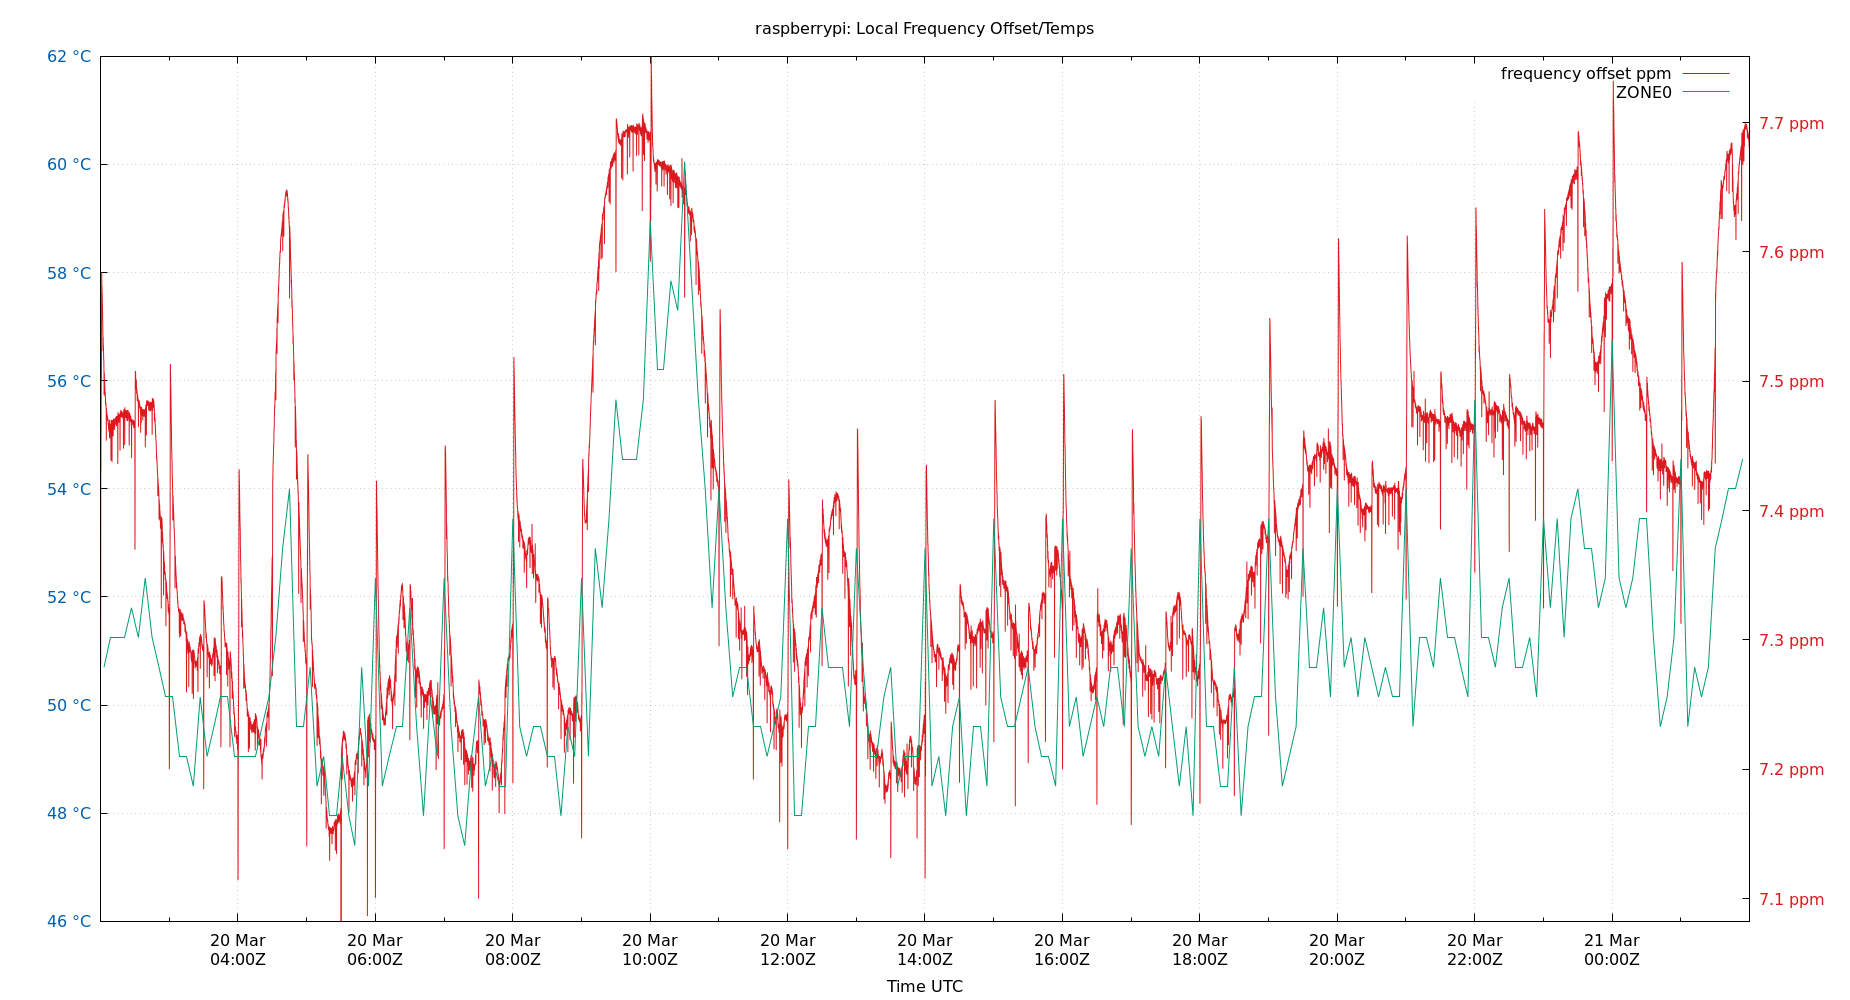 raspberrypi: Local Frequency Offset/Temps
frequency offset ppm
ZONE0
62 °C
60 °C
58 °C
56 °C
54 °C
52 °C
50 °C
48 °C
46 °C
7.7 ppm
7.6 ppm
7.5 ppm
7.4 ppm
7.3 ppm
7.2 ppm
7.1 ppm
20 Mar 20 Mar 20 Mar 20 Mar 20 Mar 20 Mar 20 Mar 20 Mar 20 Mar 20 Mar 21 Mar
04:00Z 06:00Z 08:00Z 10:00Z 12:00Z 14:00Z 16:00Z 18:00Z 20:00Z 22:00Z 00:00Z
Time UTC